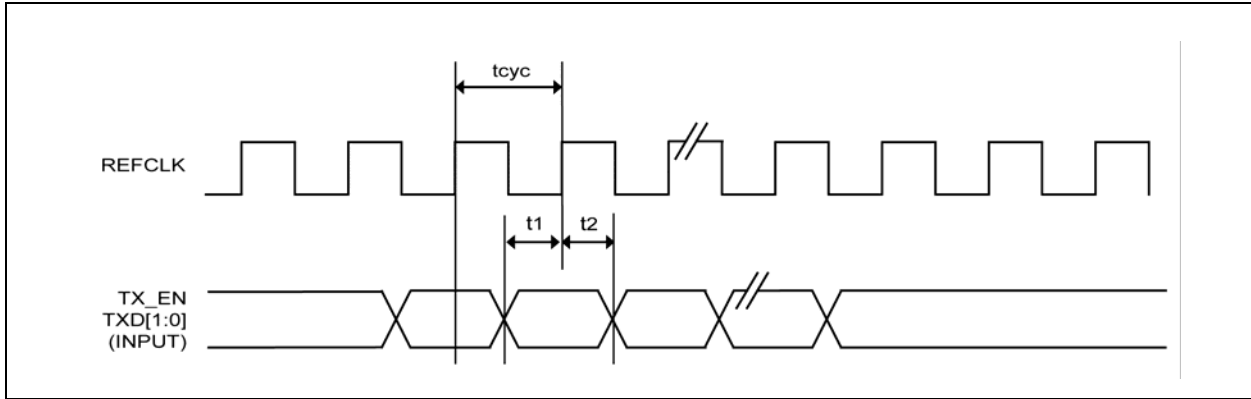 tcyc
REFCLK
t1
t2
TX_EN
TXD[1:0]
(INPUT)